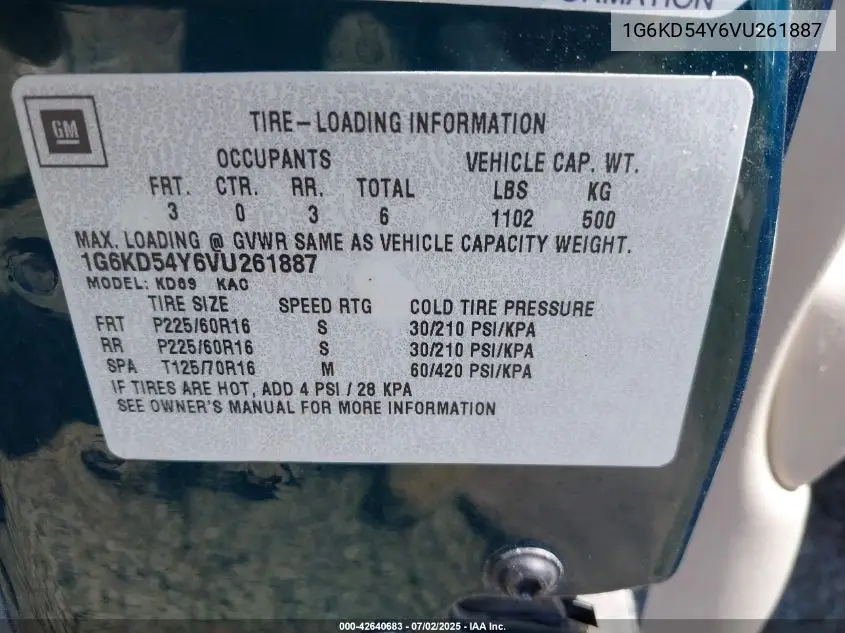 FORMATION
1G6KD54Y6VU261887
GM
TIRE-LOADING INFORMATION
OCCUPANTS VEHICLE CAP. WT.
FRT. CTR. RR. TOTAL LBS KG
3 0 3 6 1102 500
MAX. LOADING @ GVWR SAME AS VEHICLE CAPACITY WEIGHT.
1G6KD54Y6VU261887
MODEL: KD69 KAC
TIRE SIZE SPEED RTG COLD TIRE PRESSURE
FRT P225/60R16 S 30/210 PSI/KPA
RR P225/60R16 S 30/210 PSI/KPA
SPA T125/70R16 M 60/420 PSI/KPA
IF TIRES ARE HOT, ADD 4 PSI / 28 KPA
SEE OWNER'S MANUAL FOR MORE INFORMATION
000-42640683 - 07/02/2025 - IAA Inc.